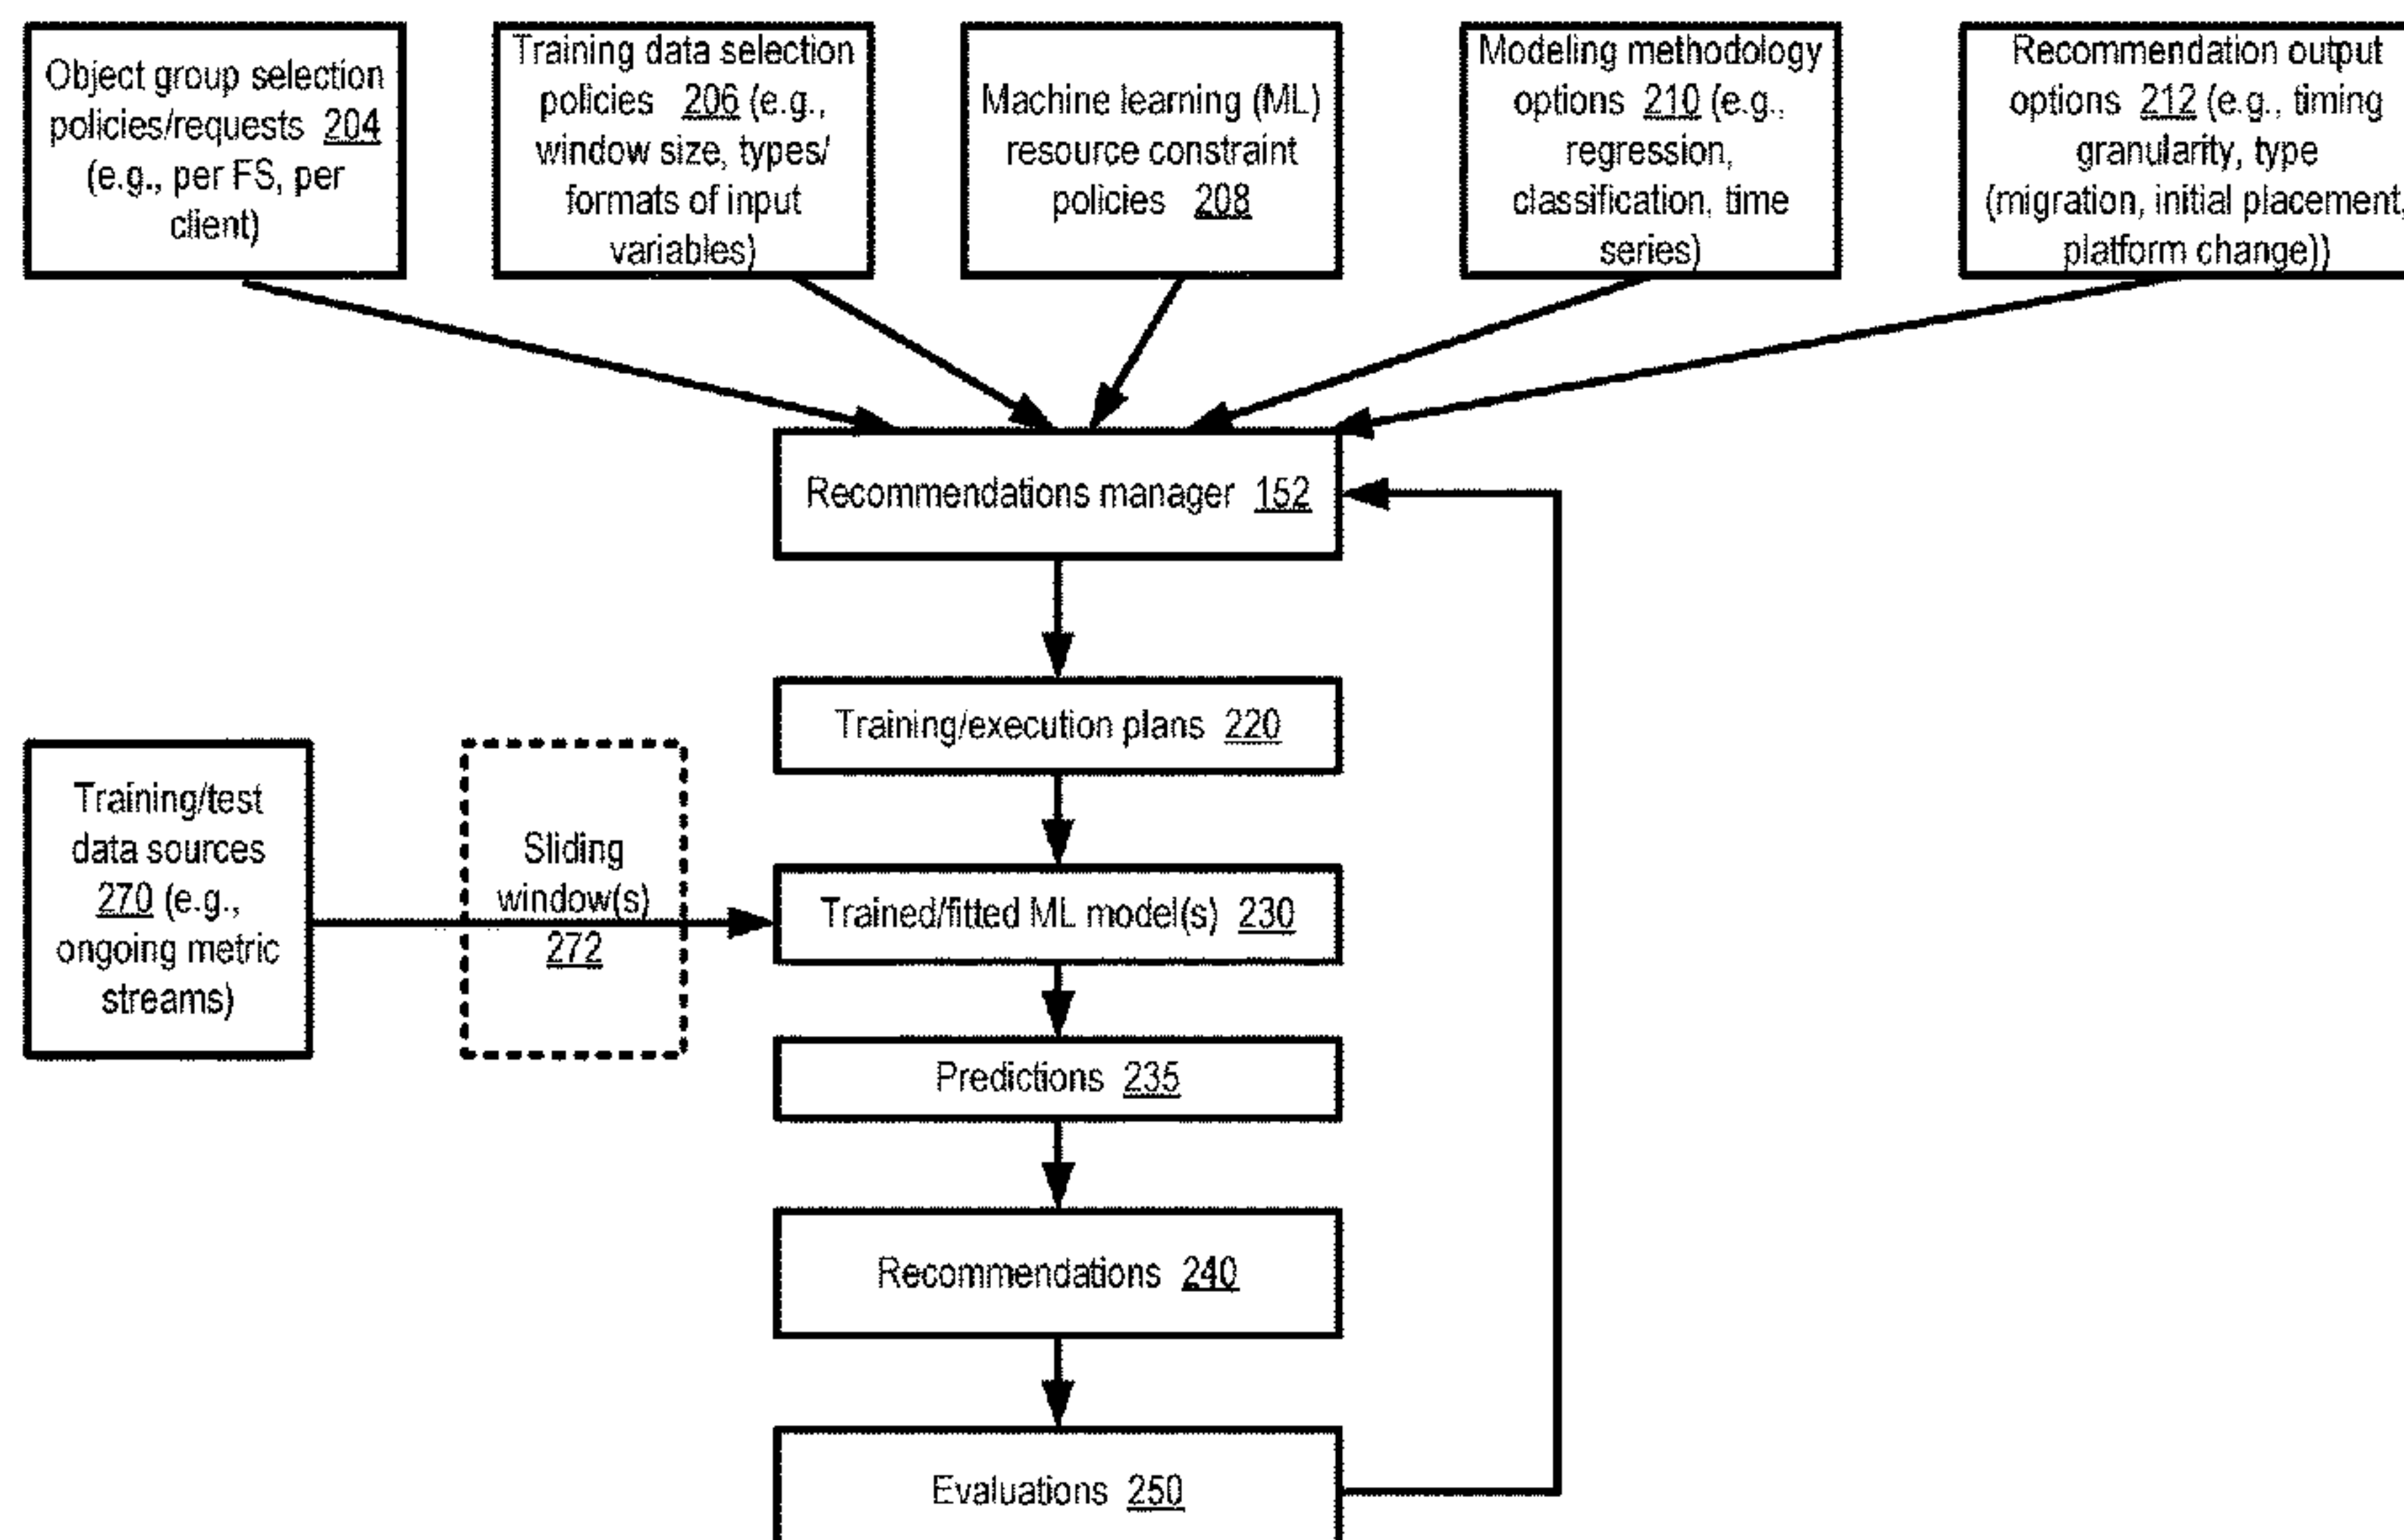 Object group selection
policies/requests 204
(e.g., per FS, per
client)
Training data selection
policies 206 (e.g.,
window size, types/
formats of input
variables)
Machine learning (ML)
resource constraint
policies 208
Modeling methodology
options 210 (e.g.,
regression,
classification, time
series)
Recommendation output
options 212 (e.g., timing
granularity, type
(migration, initial placement,
platform change))
Recommendations manager 152
Training/execution plans 220
Training/test
data sources
270 (e.g.,
ongoing metric
streams)
Sliding
window(s)
272
Trained/fitted ML model(s) 230
Predictions 235
Recommendations 240
Evaluations 250